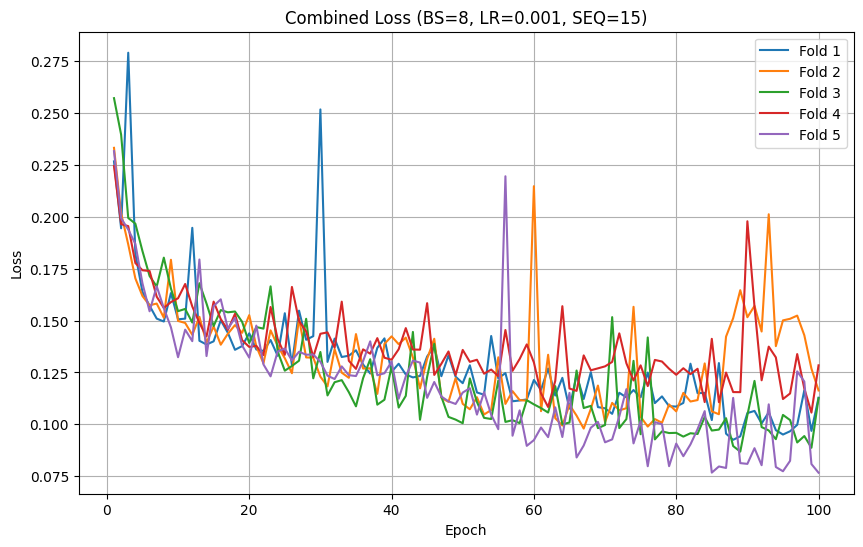 Combined Loss (BS=8, LR=0.001, SEQ=15)
Fold 1
Fold 2
Fold 3
Fold 4
Fold 5
Loss
0.275
0.250
0.225
0.200
0.175
0.150
0.125
0.100
0.075
0
20
40
60
80
100
Epoch